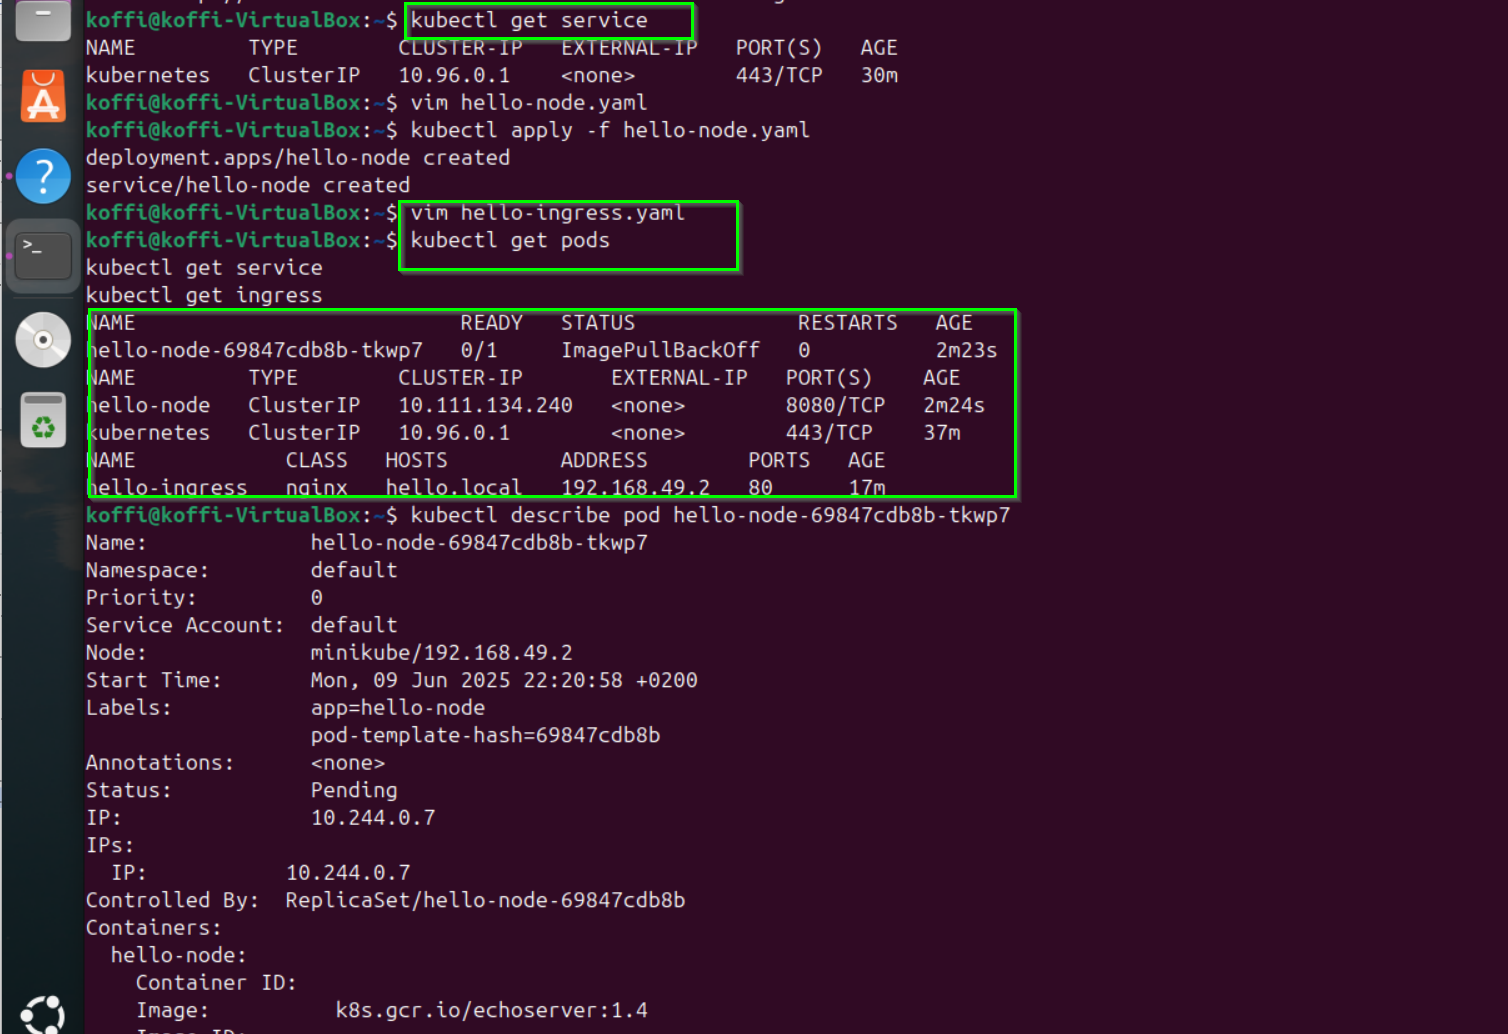 koffi@koffi-VirtualBox:~$ kubectl get service
NAME         TYPE        CLUSTER-IP   EXTERNAL-IP   PORT(S)   AGE
kubernetes   ClusterIP   10.96.0.1    <none>        443/TCP   30m
koffi@koffi-VirtualBox:~$ vim hello-node.yaml
koffi@koffi-VirtualBox:~$ kubectl apply -f hello-node.yaml
deployment.apps/hello-node created
service/hello-node created
koffi@koffi-VirtualBox:~$ vim hello-ingress.yaml
koffi@koffi-VirtualBox:~$ kubectl get pods
kubectl get service
kubectl get ingress
NAME                          READY   STATUS             RESTARTS   AGE
hello-node-69847cdb8b-tkwp7   0/1     ImagePullBackOff   0          2m23s
NAME         TYPE        CLUSTER-IP       EXTERNAL-IP   PORT(S)    AGE
hello-node   ClusterIP   10.111.134.240   <none>        8080/TCP   2m24s
kubernetes   ClusterIP   10.96.0.1        <none>        443/TCP    37m
NAME            CLASS   HOSTS         ADDRESS        PORTS   AGE
hello-ingress   nginx   hello.local   192.168.49.2   80      17m
koffi@koffi-VirtualBox:~$ kubectl describe pod hello-node-69847cdb8b-tkwp7
Name:             hello-node-69847cdb8b-tkwp7
Namespace:        default
Priority:         0
Service Account:  default
Node:             minikube/192.168.49.2
Start Time:       Mon, 09 Jun 2025 22:20:58 +0200
Labels:           app=hello-node
                  pod-template-hash=69847cdb8b
Annotations:      <none>
Status:           Pending
IP:               10.244.0.7
IPs:
  IP:           10.244.0.7
Controlled By:  ReplicaSet/hello-node-69847cdb8b
Containers:
  hello-node:
    Container ID:
    Image:          k8s.gcr.io/echoserver:1.4
    Image ID: